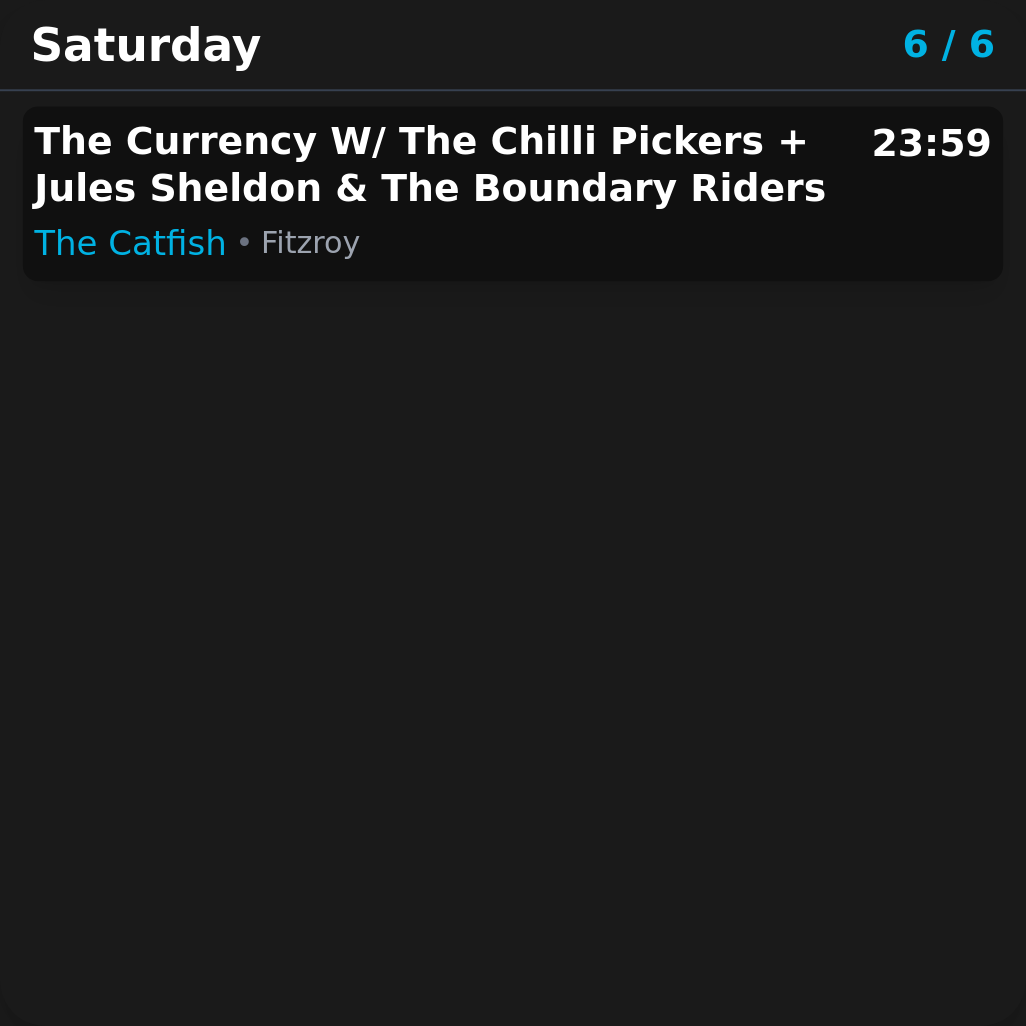 Saturday
6 / 6
The Currency W/ The Chilli Pickers +
Jules Sheldon & The Boundary Riders
23:59
The Catfish • Fitzroy